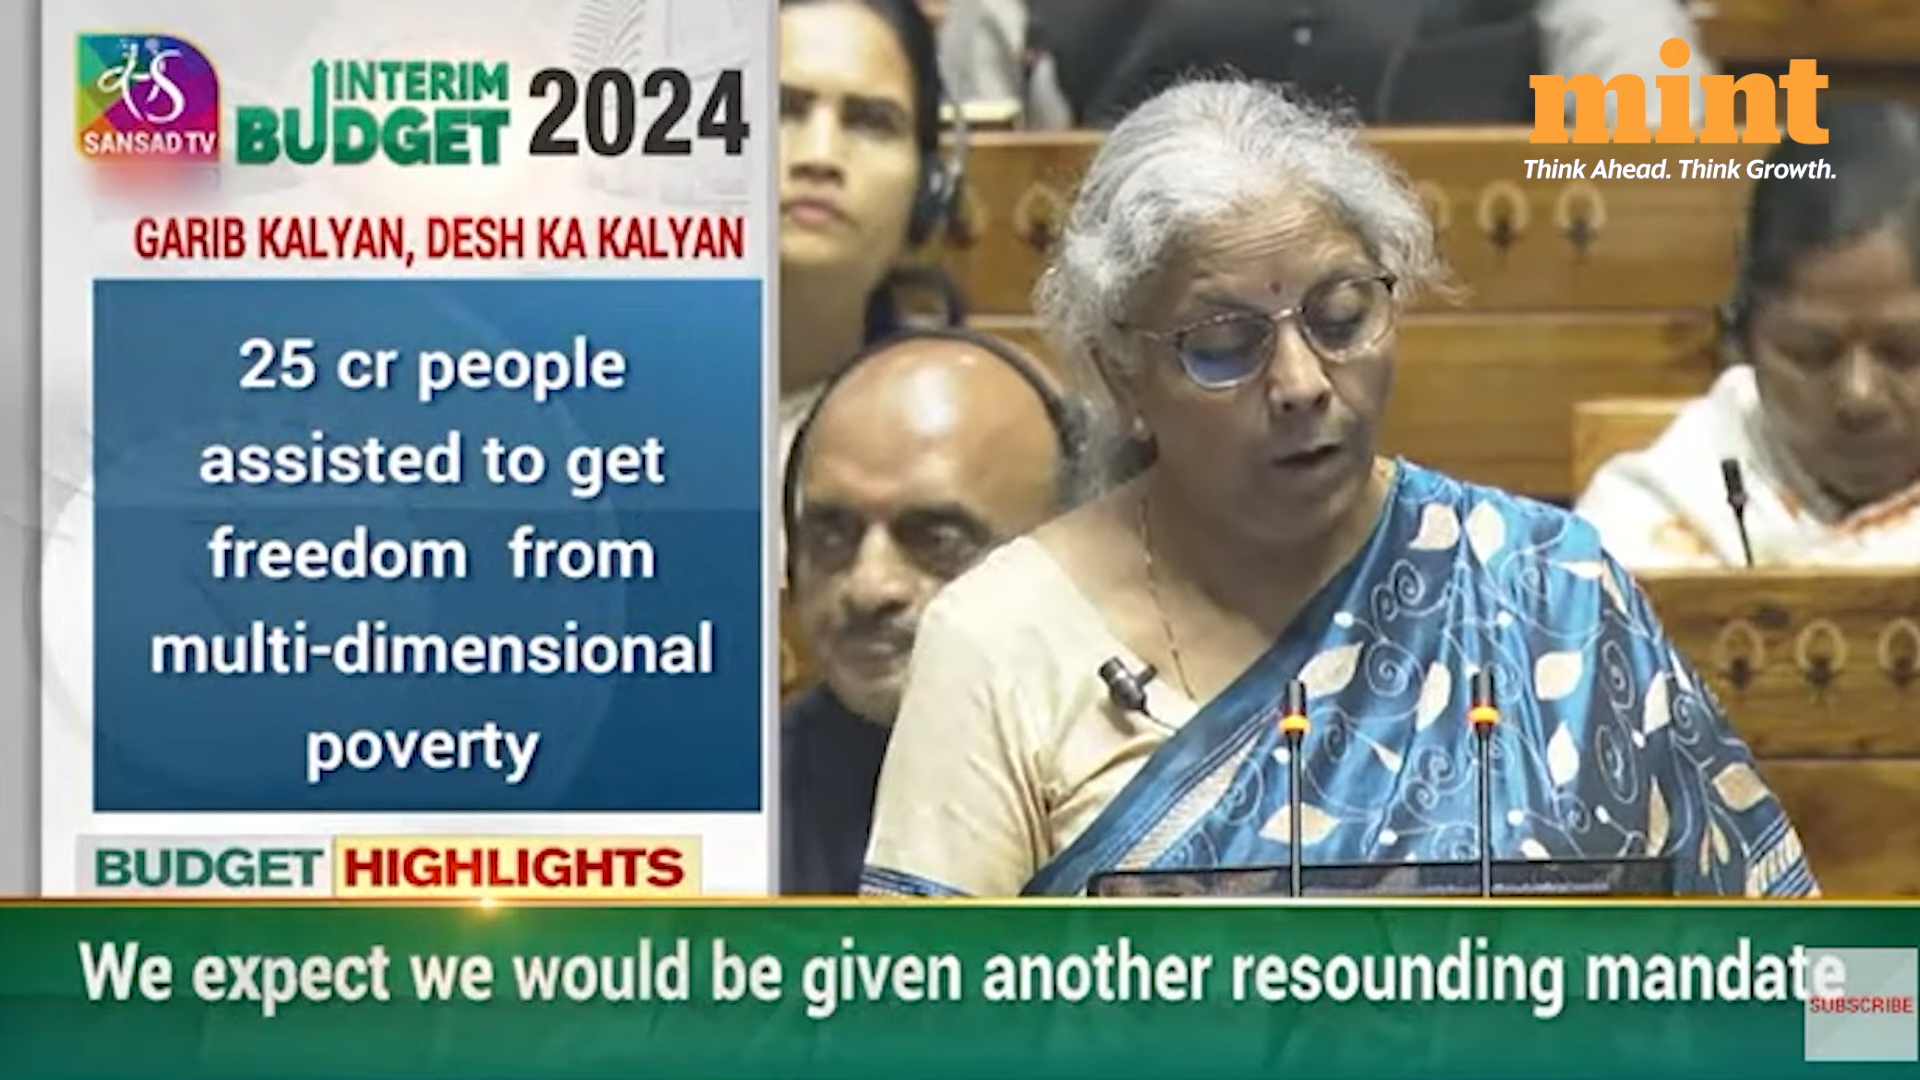 SANSAD TV
INTERIM
BUDGET 2024
GARIB KALYAN, DESH KA KALYAN
25 cr people
assisted to get
freedom from
multi-dimensional
poverty
BUDGET HIGHLIGHTS
mint
Think Ahead. Think Growth.
We expect we would be given another resounding mandate
SUBSCRIBE